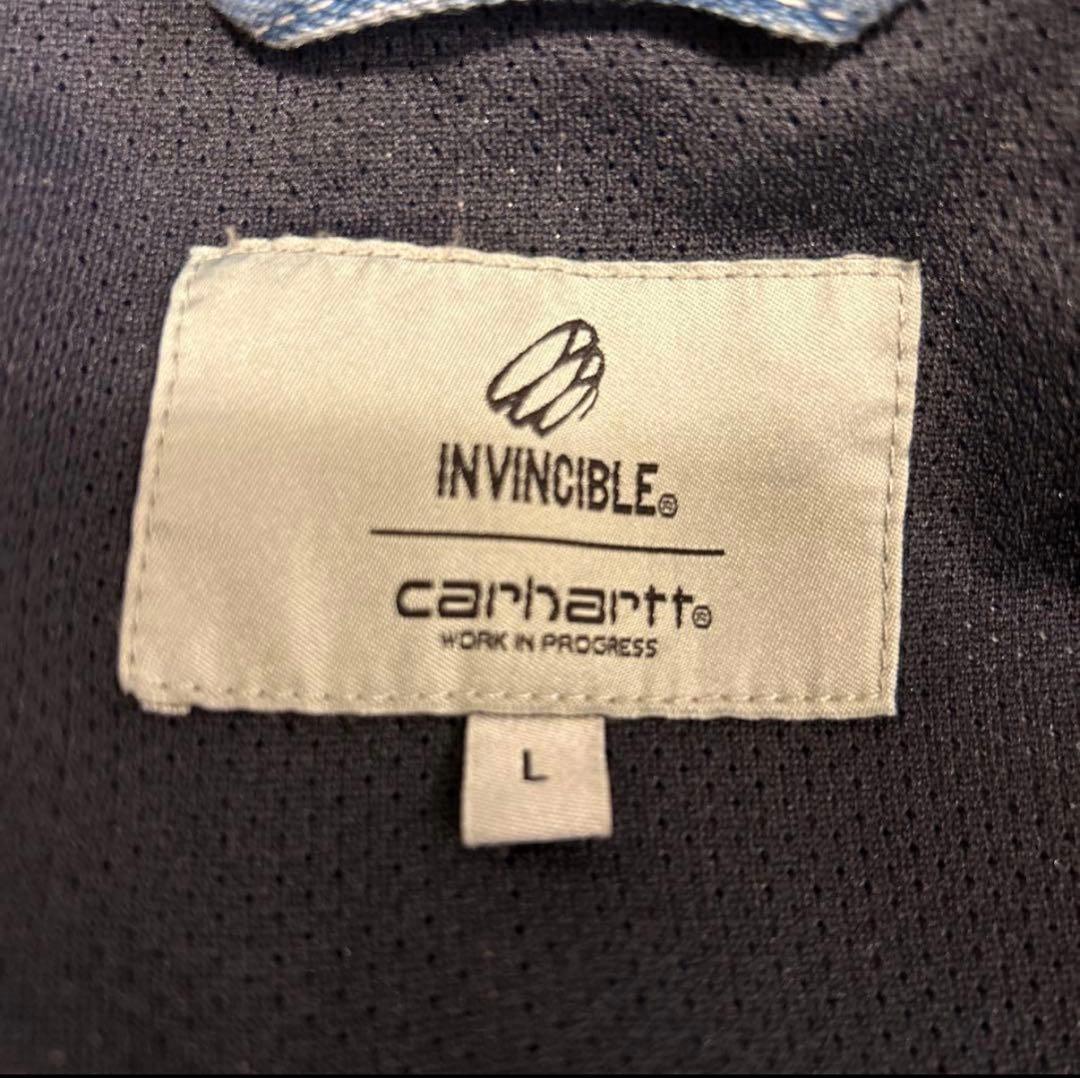 INVINCIBLE®
carhartt®
WORK IN PROGRESS
L